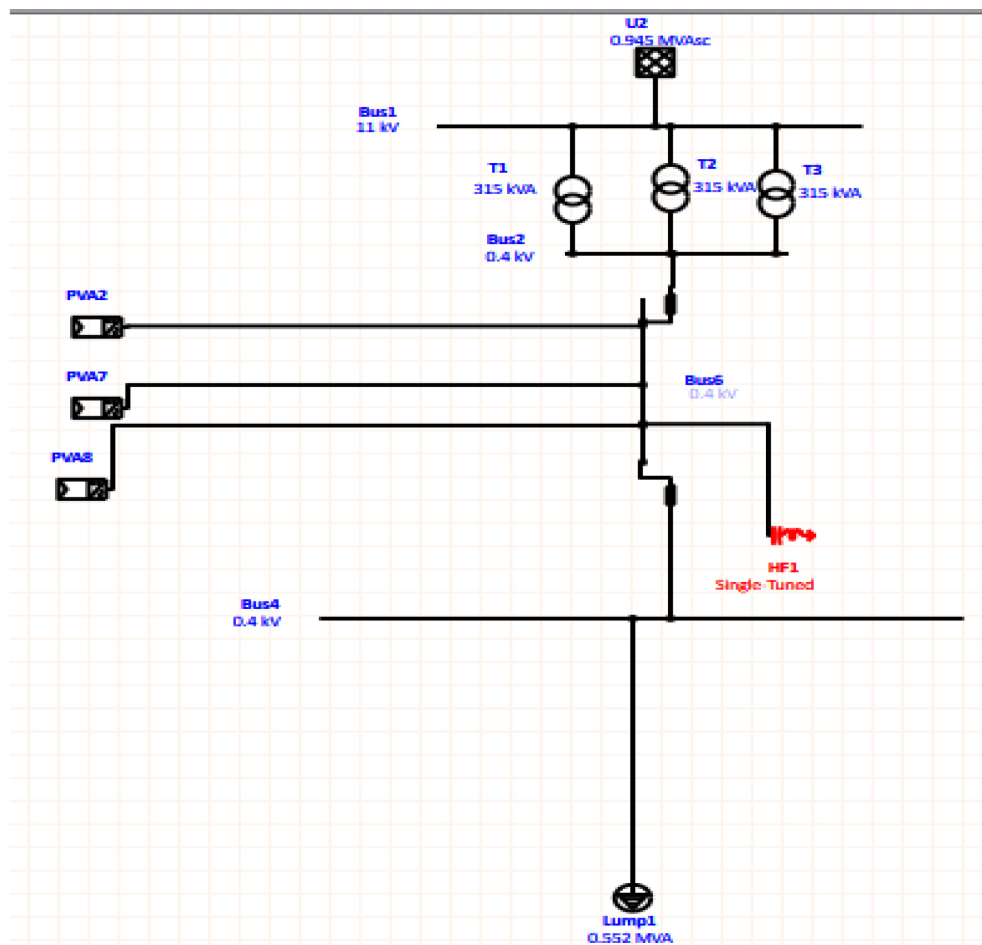 U2
0.945 MVAsc
Bus1
11 kV
T1
315 kVA
T2
315 kVA
T3
315 kVA
Bus2
0.4 kV
PVA2
PVA7
Bus6
0.4 kV
PVA8
HF1
Single-Tuned
Bus4
0.4 kV
Lump1
0.552 MVA